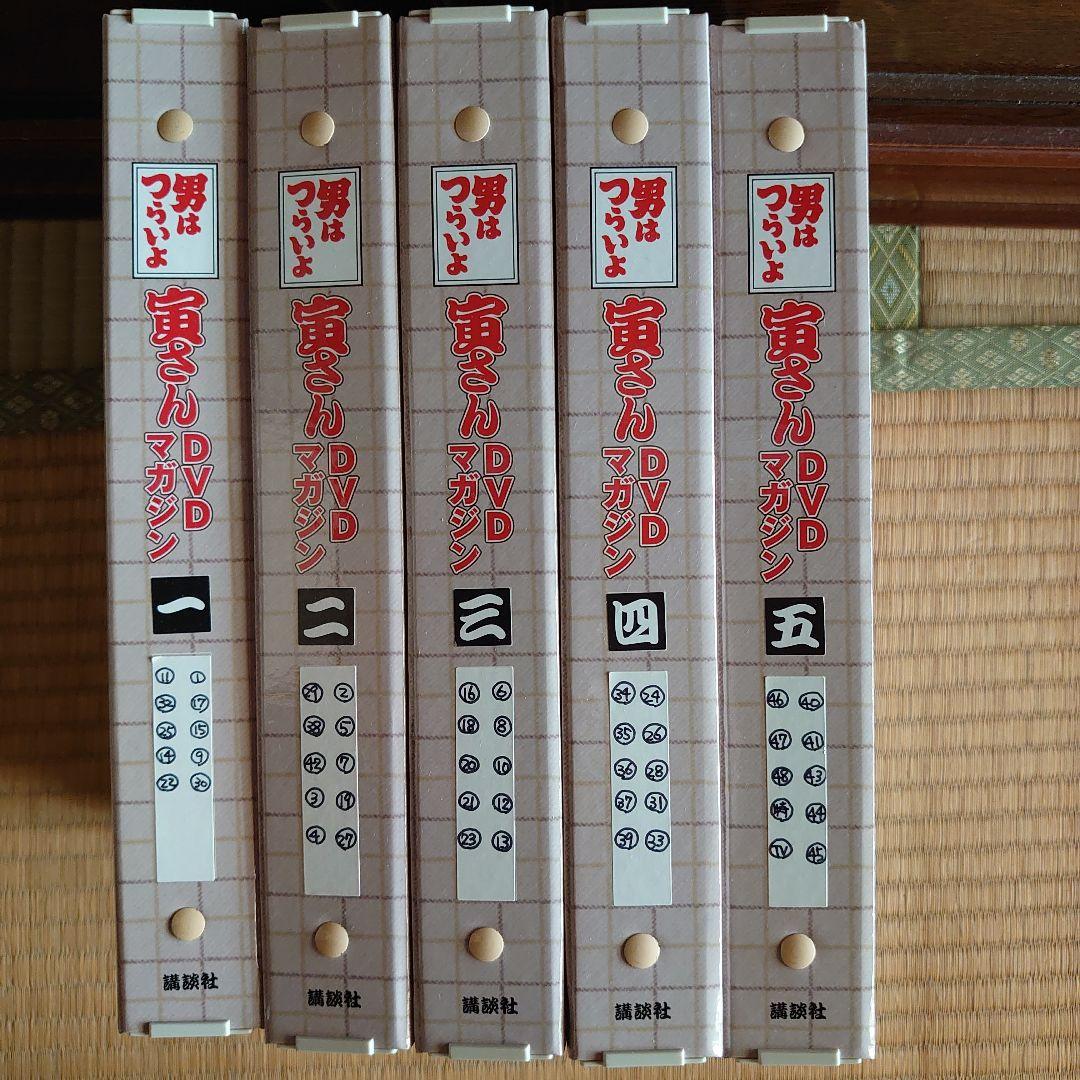 男は
つらいよ
寅さん
DVD
マガジン
一
① ⑰ ⑮ ⑨ ㉚
⑪ ㉜ ㉕ ⑭ ㉒
講談社
男は
つらいよ
寅さん
DVD
マガジン
二
② ⑤ ⑦ ⑲ ㉗
㉙ ㊳ ㊷ ③ ④
講談社
男は
つらいよ
寅さん
DVD
マガジン
三
⑥ ⑧ ⑩ ⑫ ⑬
⑯ ⑱ ⑳ ㉑ ㉓
講談社
男は
つらいよ
寅さん
DVD
マガジン
四
㉔ ㉖ ㉘ ㉛ ㉝
㉞ ㉟ ㊱ ㊲ ㊴
講談社
男は
つらいよ
寅さん
DVD
マガジン
五
㊵ ㊶ ㊸ ㊹ ㊺
㊻ ㊼ ㊽ ㊕ TV
講談社